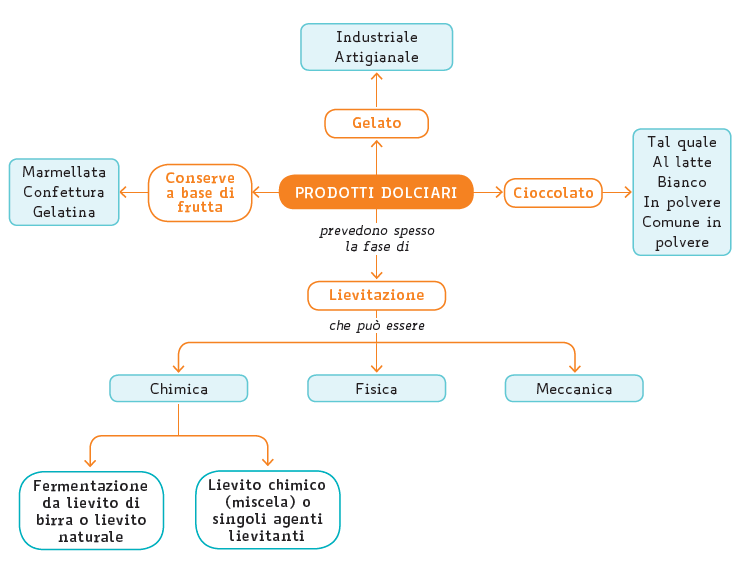 Industriale
Artigianale
Gelato
Marmellata
Confettura
Gelatina
Conserve
a base di
frutta
PRODOTTI DOLCIARI
Cioccolato
Tal quale
Al latte
Bianco
In polvere
Comune in
polvere
prevedono spesso
la fase di
Lievitazione
che può essere
Chimica
Fisica
Meccanica
Fermentazione
da lievito di
birra o lievito
naturale
Lievito chimico
(miscela) o
singoli agenti
lievitanti